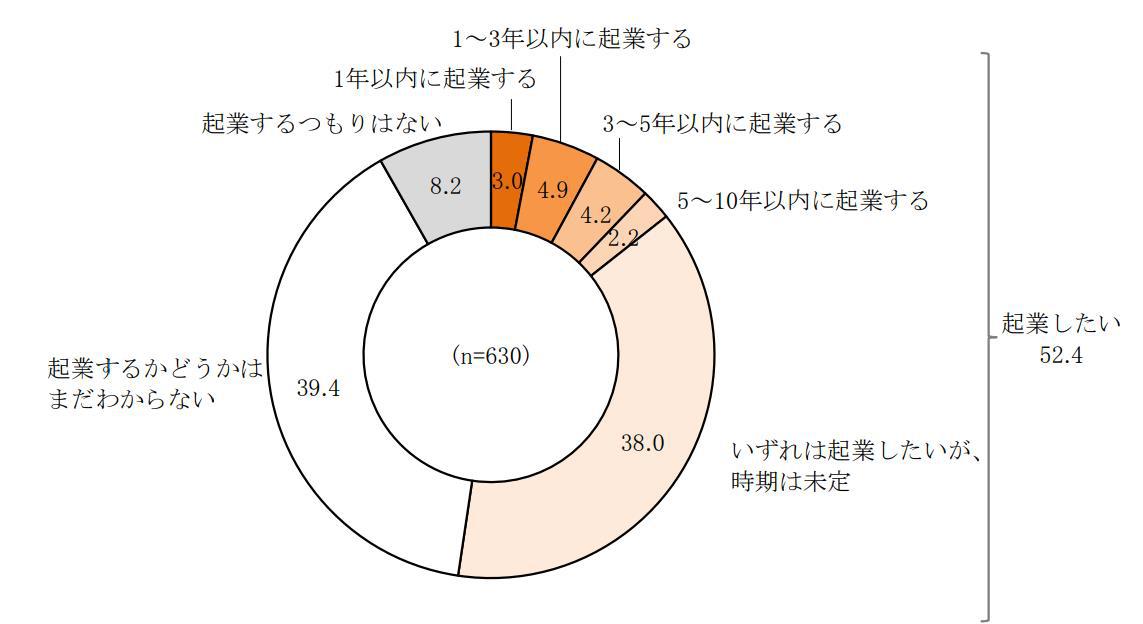 1～3年以内に起業する
1年以内に起業する
起業するつもりはない
3～5年以内に起業する
8.2
3.0
4.9
4.2
2.2
5～10年以内に起業する
起業したい
52.4
(n=630)
起業するかどうかは
まだわからない
39.4
38.0
いずれは起業したいが、
時期は未定